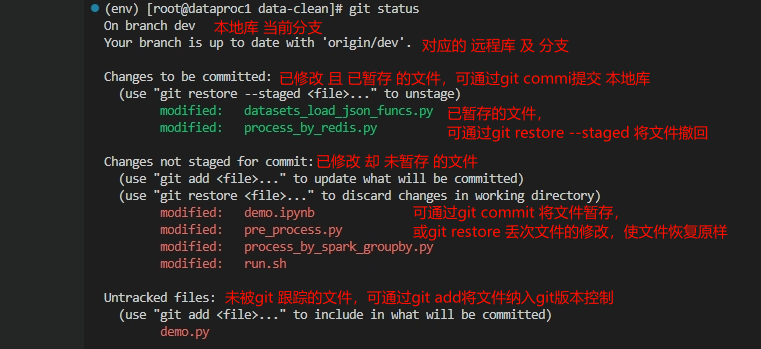 (env) [root@dataproc1 data-clean]# git status
On branch dev 本地库 当前分支
Your branch is up to date with 'origin/dev'. 对应的 远程库 及 分支
Changes to be committed: 已修改 且 已暂存 的文件，可通过git commi提交 本地库
(use "git restore --staged <file>..." to unstage)
modified: datasets_load_json_funcs.py 已暂存的文件，
modified: process_by_redis.py 可通过git restore --staged 将文件撤回
Changes not staged for commit: 已修改 却 未暂存 的文件
(use "git add <file>..." to update what will be committed)
(use "git restore <file>..." to discard changes in working directory)
modified: demo.ipynb 可通过git commit 将文件暂存，
modified: pre_process.py 或git restore 丢次文件的修改，使文件恢复原样
modified: process_by_spark_groupby.py
modified: run.sh
Untracked files: 未被git 跟踪的文件，可通过git add将文件纳入git版本控制
(use "git add <file>..." to include in what will be committed)
demo.py